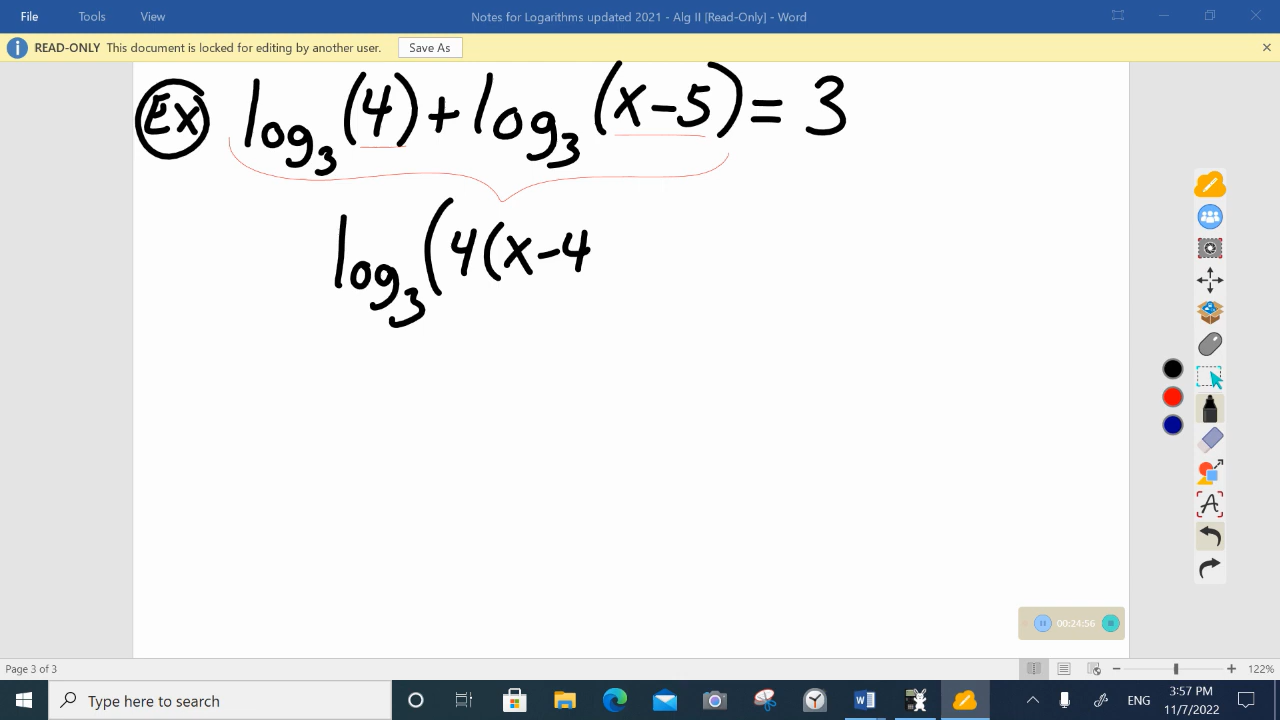 File Tools View Notes for Logarithms updated 2021 - Alg II [Read-Only] - Word
READ-ONLY This document is locked for editing by another user. Save As
Ex log₃(4) + log₃(x-5) = 3
log₃(4(x-4
A
00:24:56
Page 3 of 3 122%
Type here to search ENG 3:57 PM
11/7/2022